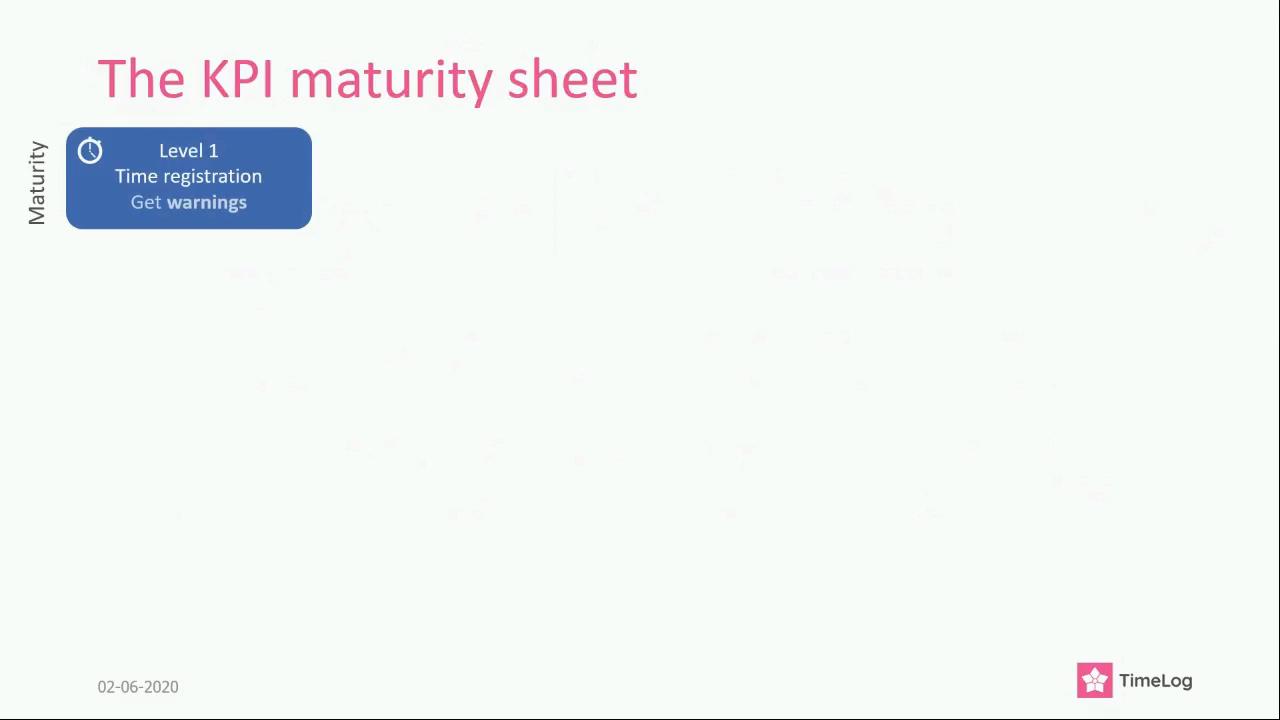 The KPI maturity sheet
Maturity
Level 1
Time registration
Get warnings
02-06-2020
TimeLog